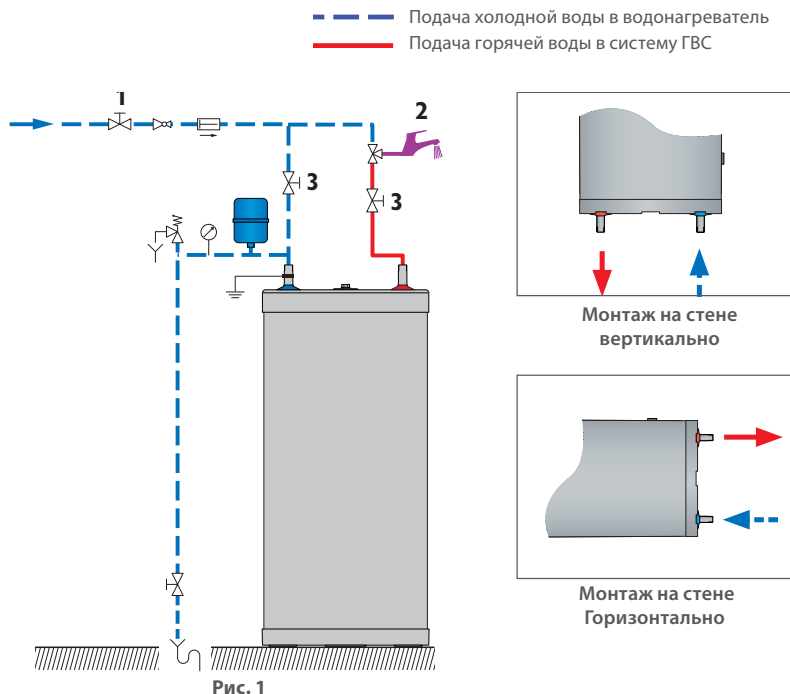 Подача холодной воды в водонагреватель
Подача горячей воды в систему ГВС
1
2
3
3
Монтаж на стене
вертикально
Монтаж на стене
Горизонтально
Рис. 1